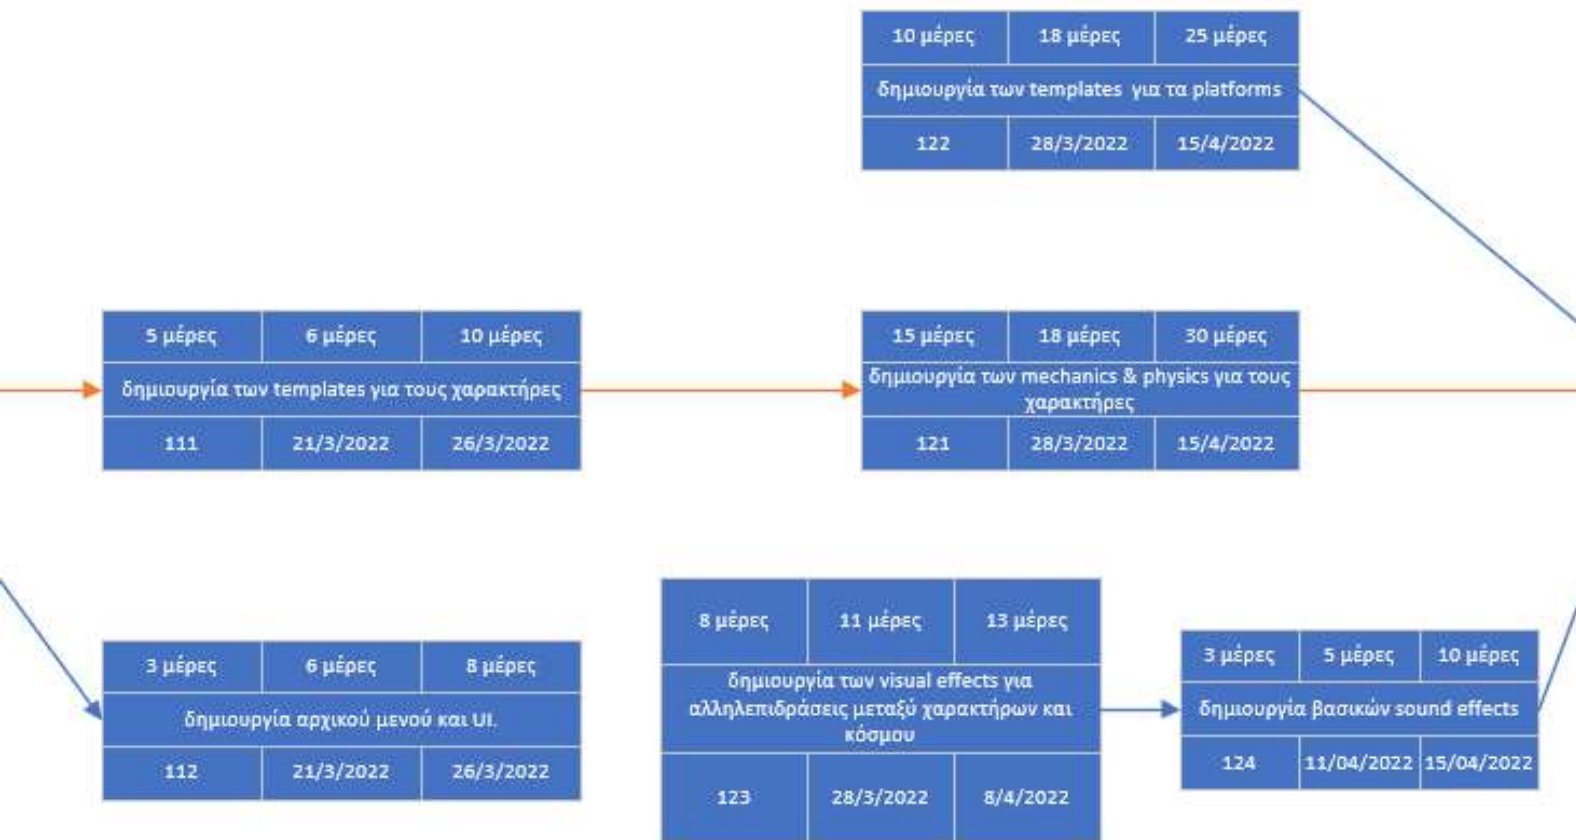 10 μέρες 18 μέρες 25 μέρες
δημιουργία των templates για τα platforms
122 28/3/2022 15/4/2022
5 μέρες 6 μέρες 10 μέρες
δημιουργία των templates για τους χαρακτήρες
111 21/3/2022 26/3/2022
15 μέρες 18 μέρες 30 μέρες
δημιουργία των mechanics & physics για τους
χαρακτήρες
121 28/3/2022 15/4/2022
3 μέρες 6 μέρες 8 μέρες
δημιουργία αρχικού μενού και UI.
112 21/3/2022 26/3/2022
8 μέρες 11 μέρες 13 μέρες
δημιουργία των visual effects για
αλληλεπιδράσεις μεταξύ χαρακτήρων και
κόσμου
123 28/3/2022 8/4/2022
3 μέρες 5 μέρες 10 μέρες
δημιουργία βασικών sound effects
124 11/04/2022 15/04/2022